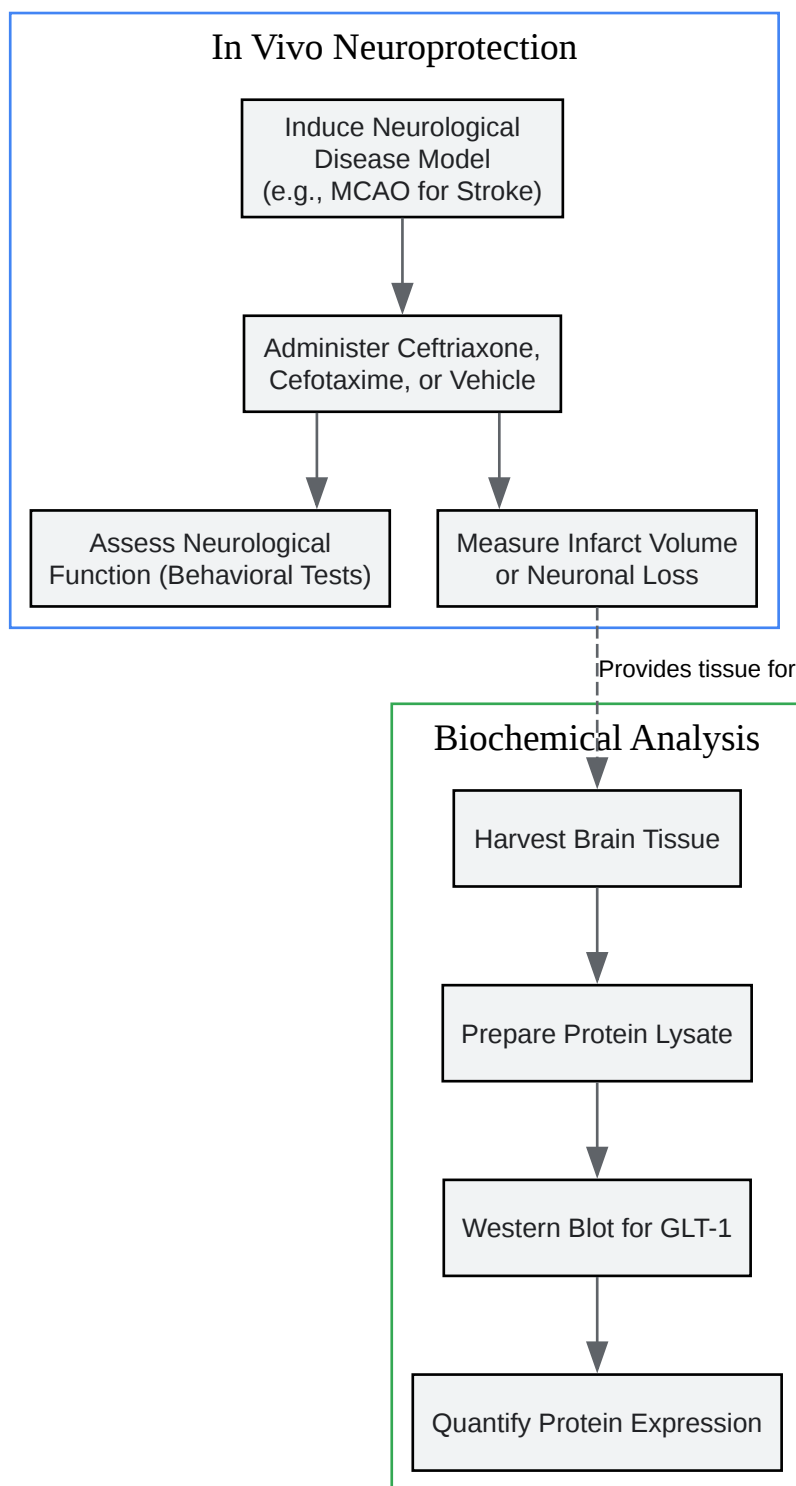 In Vivo Neuroprotection
Induce Neurological
Disease Model
(e.g., MCAO for Stroke)
Administer Ceftriaxone,
Cefotaxime, or Vehicle
Assess Neurological
Function (Behavioral Tests)
Measure Infarct Volume
or Neuronal Loss
Provides tissue for
Biochemical Analysis
Harvest Brain Tissue
Prepare Protein Lysate
Western Blot for GLT-1
Quantify Protein Expression